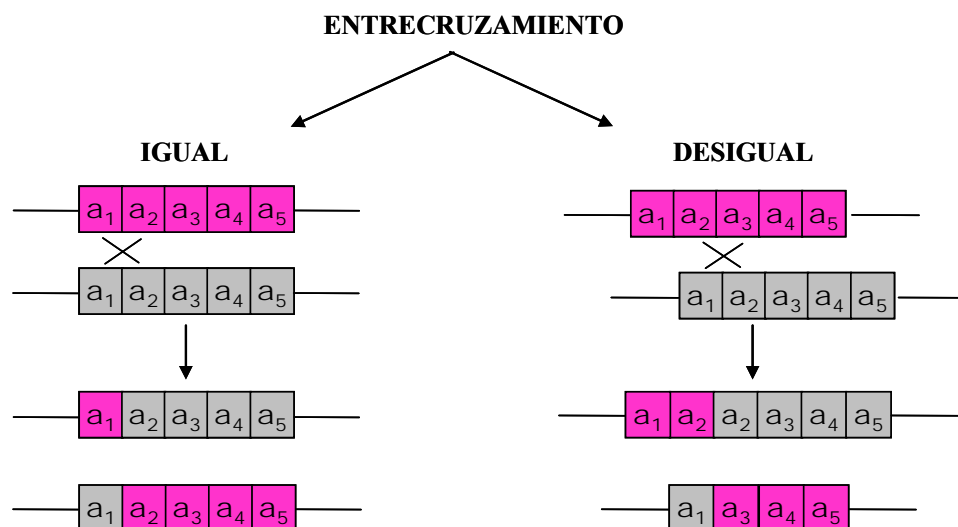 ENTRECRUZAMIENTO
IGUAL
a1 a2 a3 a4 a5
a1 a2 a3 a4 a5
a1 a2 a3 a4 a5
a1 a2 a3 a4 a5
DESIGUAL
a1 a2 a3 a4 a5
a1 a2 a3 a4 a5
a1 a2 a2 a3 a4 a5
a1 a3 a4 a5